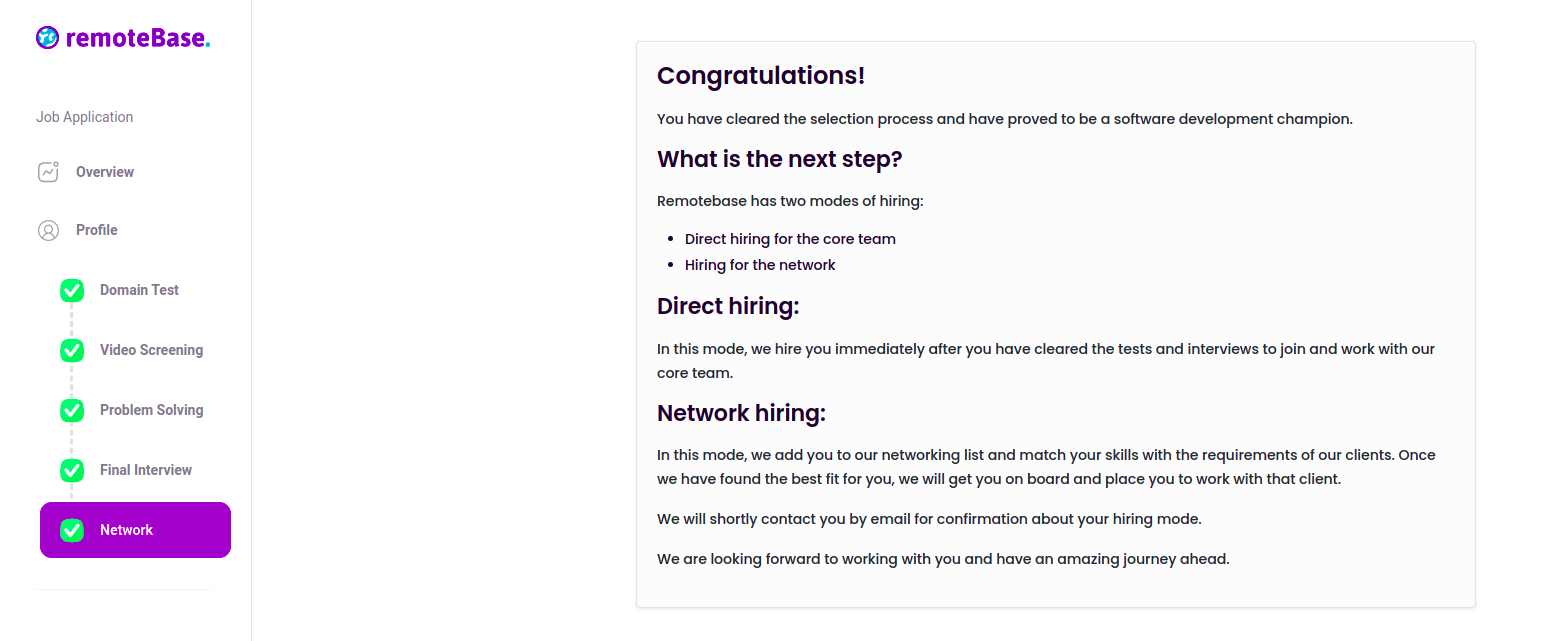 remoteBase.
Job Application
Overview
Profile
Domain Test
Video Screening
Problem Solving
Final Interview
Network
Congratulations!
You have cleared the selection process and have proved to be a software development champion.
What is the next step?
Remotebase has two modes of hiring:
• Direct hiring for the core team
• Hiring for the network
Direct hiring:
In this mode, we hire you immediately after you have cleared the tests and interviews to join and work with our
core team.
Network hiring:
In this mode, we add you to our networking list and match your skills with the requirements of our clients. Once
we have found the best fit for you, we will get you on board and place you to work with that client.
We will shortly contact you by email for confirmation about your hiring mode.
We are looking forward to working with you and have an amazing journey ahead.